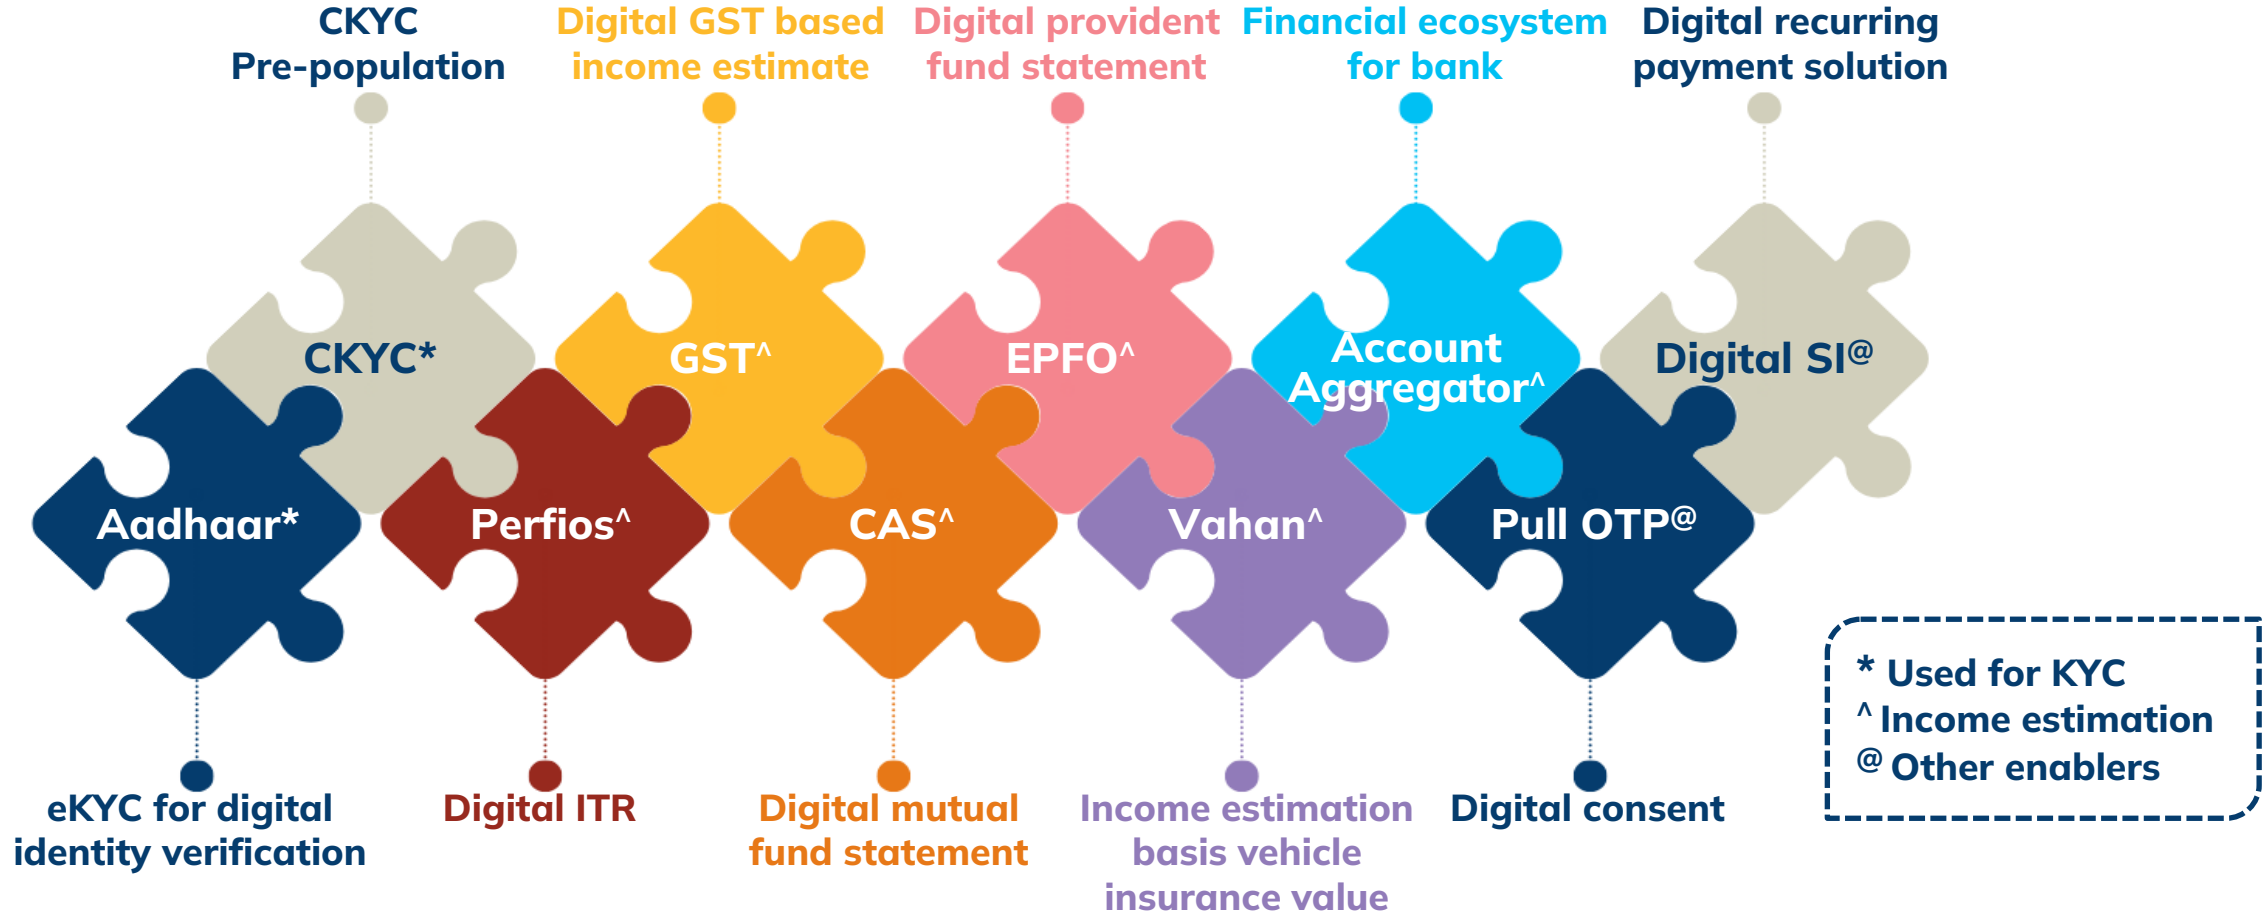 CKYC
Pre-population
Digital GST based
income estimate
Digital provident
fund statement
Financial ecosystem
for bank
Digital recurring
payment solution
CKYC*
GST^
EPFO^
Account
Aggregator^
Digital SI@
Aadhaar*
Perfios^
CAS^
Vahan^
Pull OTP@
eKYC for digital
identity verification
Digital ITR
Digital mutual
fund statement
Income estimation
basis vehicle
insurance value
Digital consent
* Used for KYC
^ Income estimation
@ Other enablers